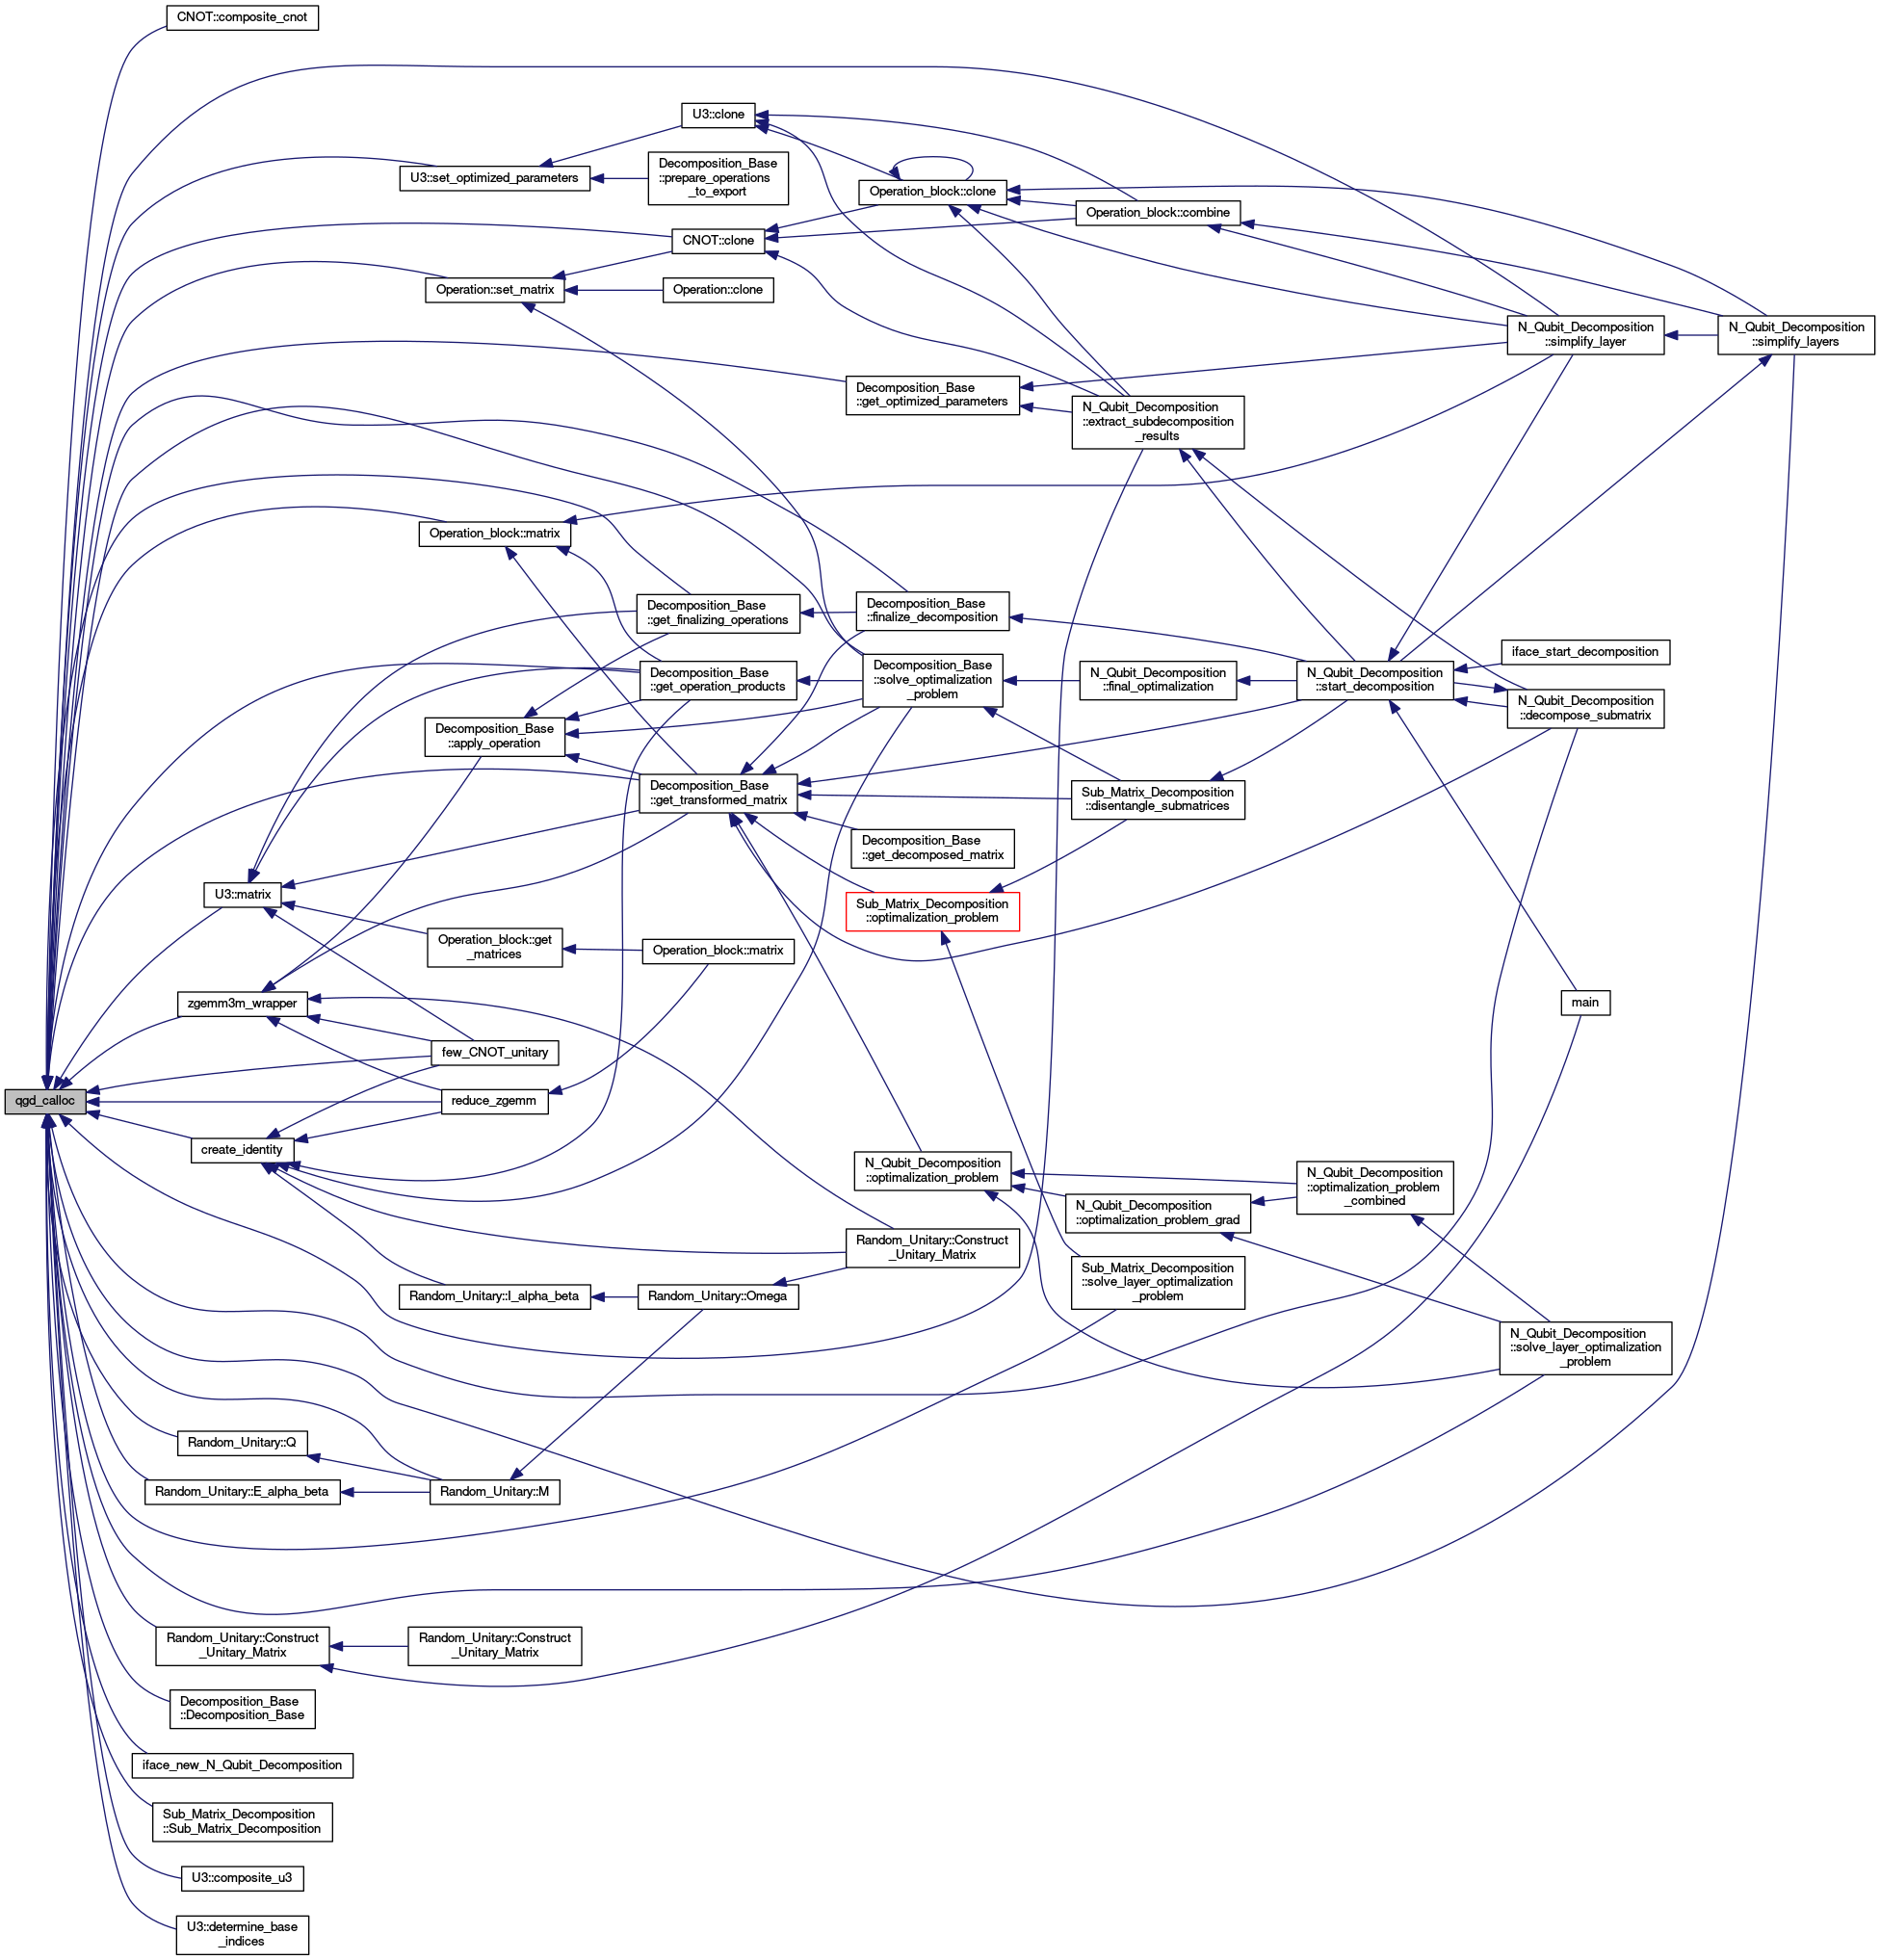 CNOT::composite_cnot
U3::clone
Decomposition_Base
::prepare_operations
_to_export
U3::set_optimized_parameters
Operation_block::clone
Operation_block::combine
CNOT::clone
Operation::set_matrix
Operation::clone
N_Qubit_Decomposition
::simplify_layer
N_Qubit_Decomposition
::simplify_layers
Decomposition_Base
::get_optimized_parameters
N_Qubit_Decomposition
::extract_subdecomposition
_results
Operation_block::matrix
Decomposition_Base
::get_finalizing_operations
Decomposition_Base
::finalize_decomposition
iface_start_decomposition
Decomposition_Base
::get_operation_products
Decomposition_Base
::solve_optimalization
_problem
N_Qubit_Decomposition
::final_optimalization
N_Qubit_Decomposition
::start_decomposition
N_Qubit_Decomposition
::decompose_submatrix
Decomposition_Base
::apply_operation
Decomposition_Base
::get_transformed_matrix
Sub_Matrix_Decomposition
::disentangle_submatrices
Decomposition_Base
::get_decomposed_matrix
U3::matrix
Sub_Matrix_Decomposition
::optimalization_problem
Operation_block::get
_matrices
Operation_block::matrix
zgemm3m_wrapper
main
few_CNOT_unitary
qgd_calloc
reduce_zgemm
create_identity
N_Qubit_Decomposition
::optimalization_problem
N_Qubit_Decomposition
::optimalization_problem
_combined
N_Qubit_Decomposition
::optimalization_problem_grad
Random_Unitary::Construct
_Unitary_Matrix
Sub_Matrix_Decomposition
::solve_layer_optimalization
_problem
Random_Unitary::I_alpha_beta
Random_Unitary::Omega
N_Qubit_Decomposition
::solve_layer_optimalization
_problem
Random_Unitary::Q
Random_Unitary::E_alpha_beta
Random_Unitary::M
Random_Unitary::Construct
_Unitary_Matrix
Random_Unitary::Construct
_Unitary_Matrix
Decomposition_Base
::Decomposition_Base
iface_new_N_Qubit_Decomposition
Sub_Matrix_Decomposition
::Sub_Matrix_Decomposition
U3::composite_u3
U3::determine_base
_indices